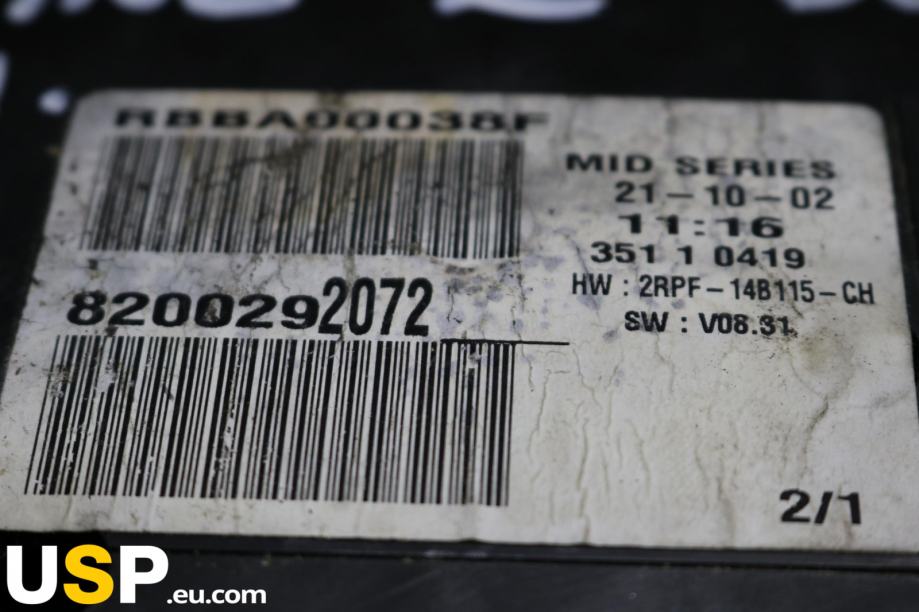 RBBA00038F
MID SERIES
21-10-02
11:16
351 1 0419
HW : 2RPF-14B115-CH
SW : V08.31
8200292072
2/1
USP.eu.com